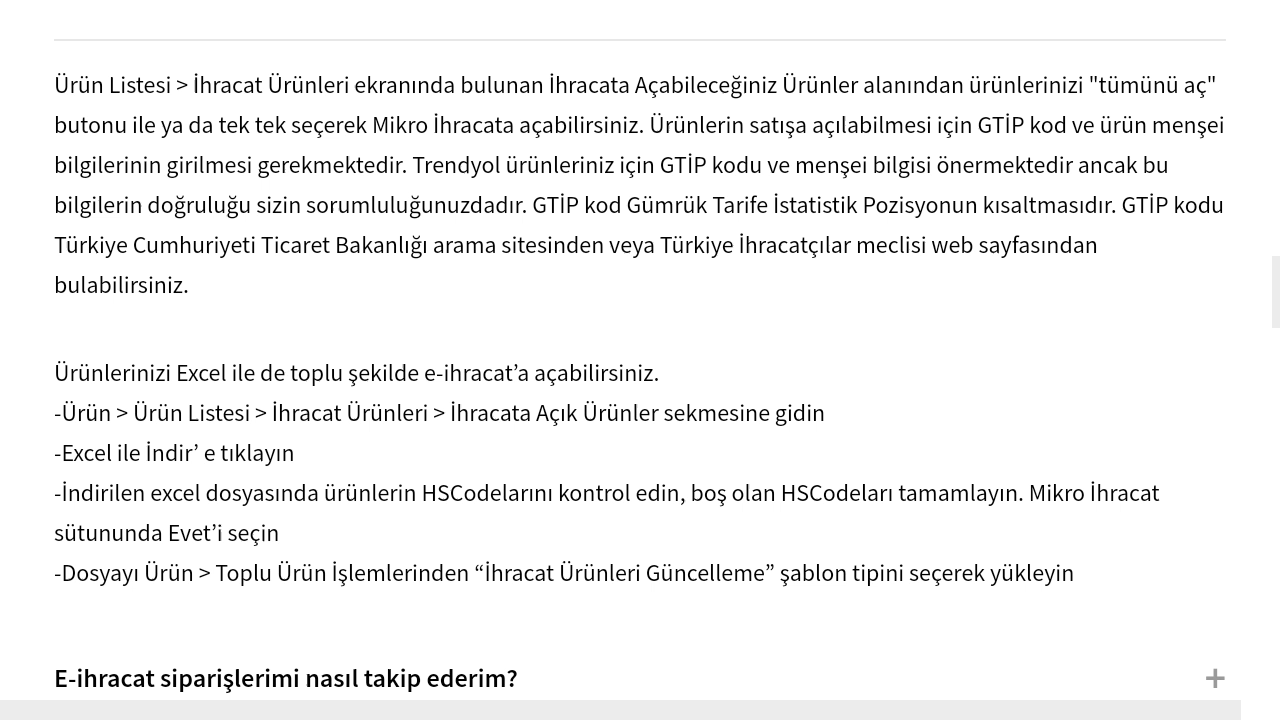 Ürün Listesi > İhracat Ürünleri ekranında bulunan İhracata Açabileceğiniz Ürünler alanından ürünlerinizi "tümünü aç"
butonu ile ya da tek tek seçerek Mikro İhracata açabilirsiniz. Ürünlerin satışa açılabilmesi için GTİP kod ve ürün menşei
bilgilerinin girilmesi gerekmektedir. Trendyol ürünleriniz için GTİP kodu ve menşei bilgisi önermektedir ancak bu
bilgilerin doğruluğu sizin sorumluluğunuzdadır. GTİP kod Gümrük Tarife İstatistik Pozisyonun kısaltmasıdır. GTİP kodu
Türkiye Cumhuriyeti Ticaret Bakanlığı arama sitesinden veya Türkiye İhracatçılar meclisi web sayfasından
bulabilirsiniz.
Ürünlerinizi Excel ile de toplu şekilde e-ihracat’a açabilirsiniz.
-Ürün > Ürün Listesi > İhracat Ürünleri > İhracata Açık Ürünler sekmesine gidin
-Excel ile İndir’ e tıklayın
-İndirilen excel dosyasında ürünlerin HSCodelarını kontrol edin, boş olan HSCodeları tamamlayın. Mikro İhracat
sütununda Evet’i seçin
-Dosyayı Ürün > Toplu Ürün İşlemlerinden “İhracat Ürünleri Güncelleme” şablon tipini seçerek yükleyin
E-ihracat siparişlerimi nasıl takip ederim? +